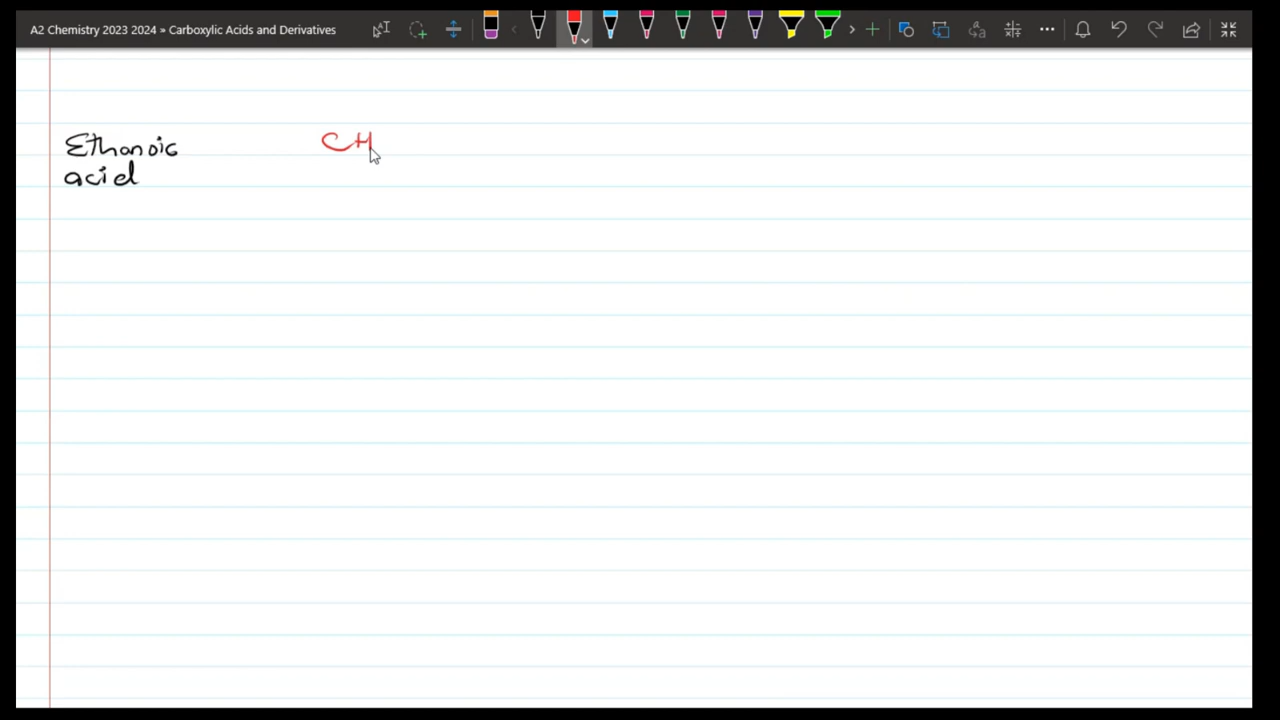 A2 Chemistry 2023 2024 » Carboxylic Acids and Derivatives
Ethanoic CH
acid